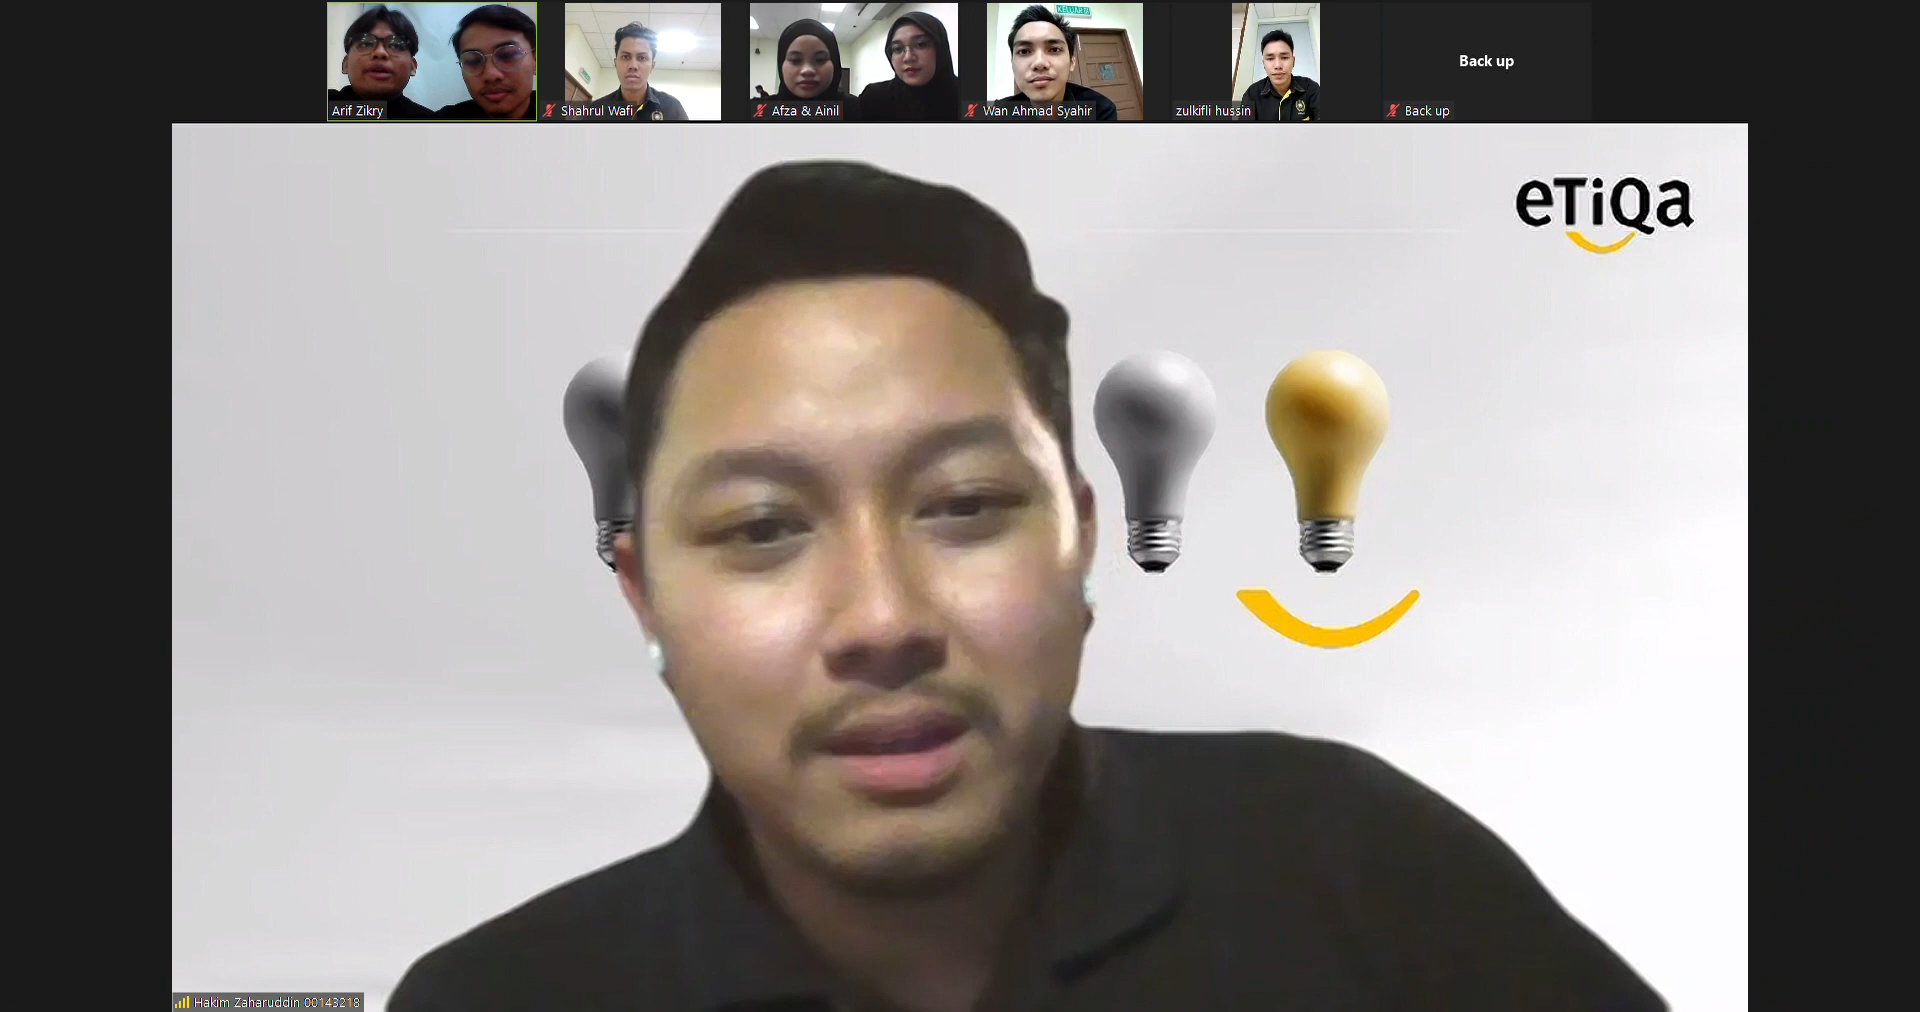 KELUAR
Back up
Arif Zikry
Shahrul Wafi
Afza & Ainil
Wan Ahmad Syahir
zulkifli hussin
Back up
eTiQa
Hakim Zaharuddin 00143218